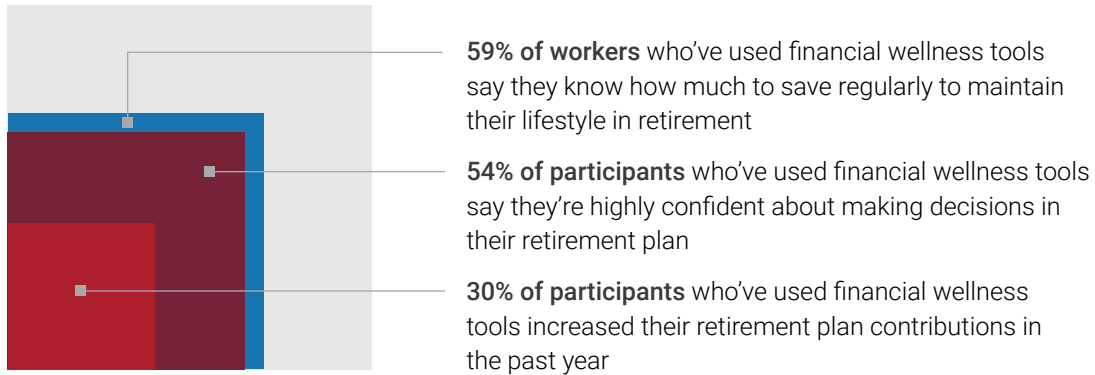 59% of workers who’ve used financial wellness tools
say they know how much to save regularly to maintain
their lifestyle in retirement
54% of participants who’ve used financial wellness tools
say they’re highly confident about making decisions in
their retirement plan
30% of participants who’ve used financial wellness
tools increased their retirement plan contributions in
the past year